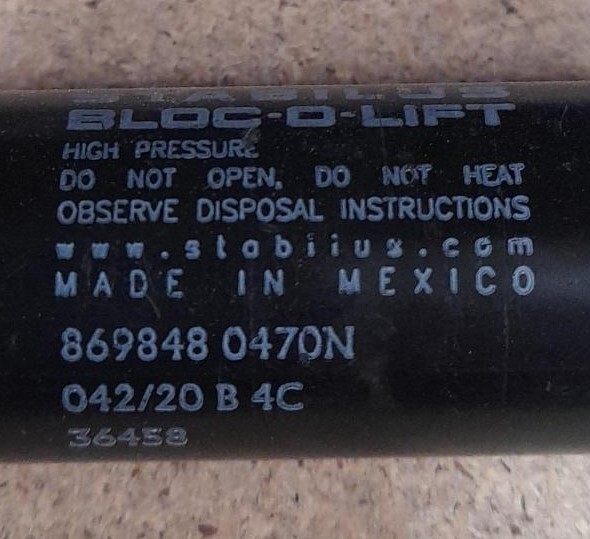 STABILUS
BLOC-O-LIFT
HIGH PRESSURE
DO NOT OPEN. DO NOT HEAT
OBSERVE DISPOSAL INSTRUCTIONS
www.stabilus.com
MADE IN MEXICO
869848 0470N
042/20 B 4C
36458